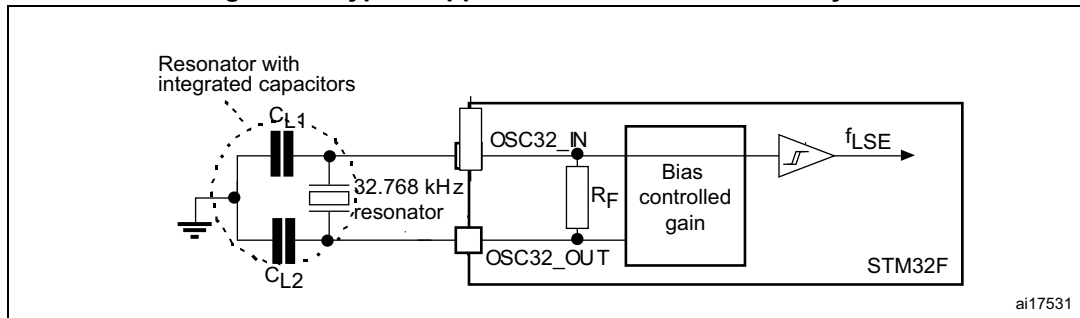 Resonator with
integrated capacitors
CL1
OSC32_IN
fLSE
Bias
controlled
gain
RF
32.768 kHz
resonator
OSC32_OUT
STM32F
CL2
ai17531